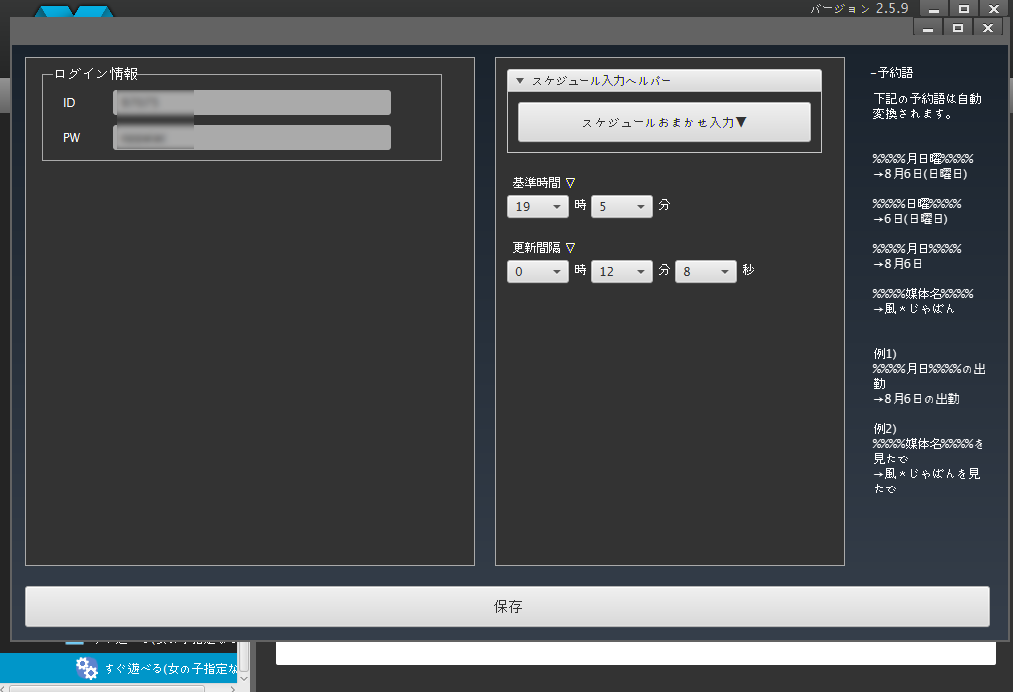 バージョン 2.5.9
ログイン情報
ID
PW
▼ スケジュール入力ヘルパー
スケジュールおまかせ入力▼
基準時間 ▽
19 時 5 分
更新間隔 ▽
0 時 12 分 8 秒
-予約語
下記の予約語は自動
変換されます。
%%%%月日曜%%%%
→8月6日(日曜日)
%%%%日曜%%%%
→6日(日曜日)
%%%%月日%%%%
→8月6日
%%%%媒体名%%%%
→風*じゃぱん
例1)
%%%%月日%%%%の出
勤
→8月6日の出勤
例2)
%%%%媒体名%%%%を
見たで
→風*じゃぱんを見
たで
保存
すぐ遊べる(女の子指定な